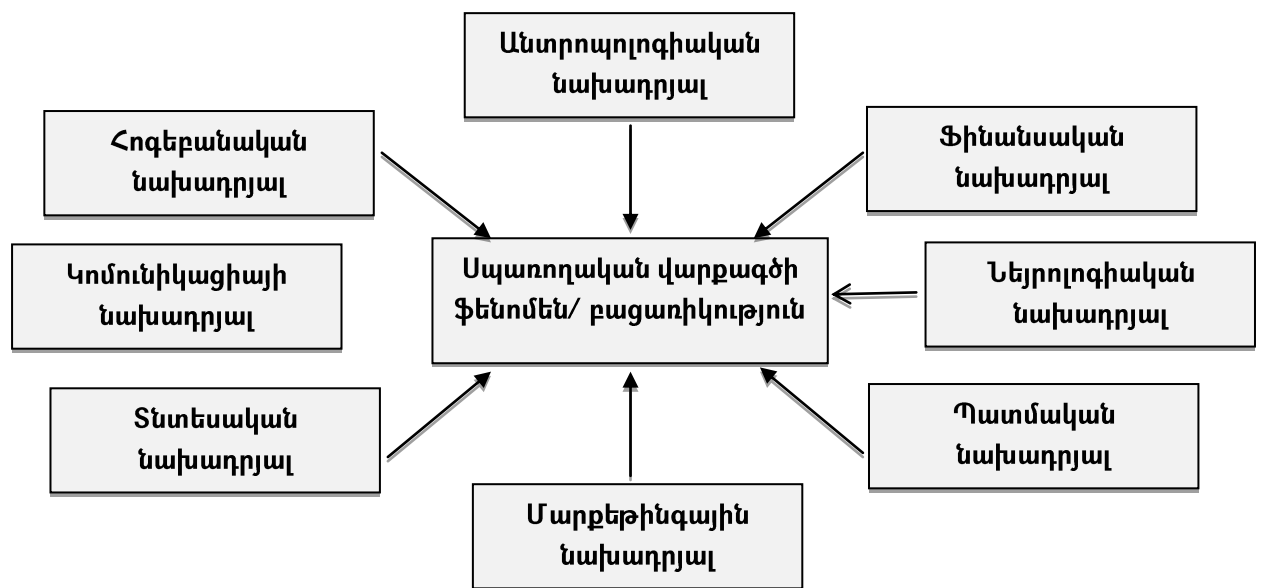 Անտրոպոլոգիական
նախադրյալ
Հոգեբանական
նախադրյալ
Ֆինանսական
նախադրյալ
Կոմունիկացիայի
նախադրյալ
Սպառողական վարքագծի
ֆենոմեն/ բացառիկություն
Նեյրոլոգիական
նախադրյալ
Տնտեսական
նախադրյալ
Պատմական
նախադրյալ
Մարքեթինգային
նախադրյալ